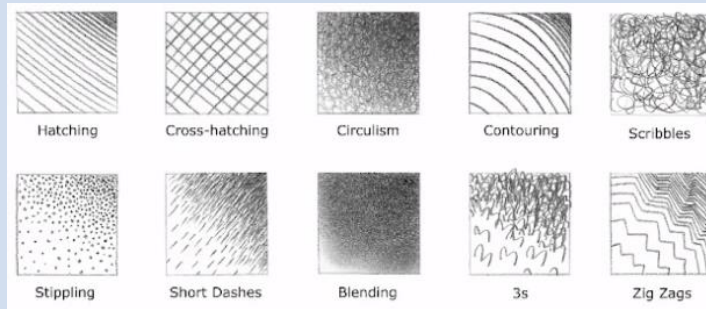 Hatching
Cross-hatching
Circulism
Contouring
Scribbles
Stippling
Short Dashes
Blending
3s
Zig Zags